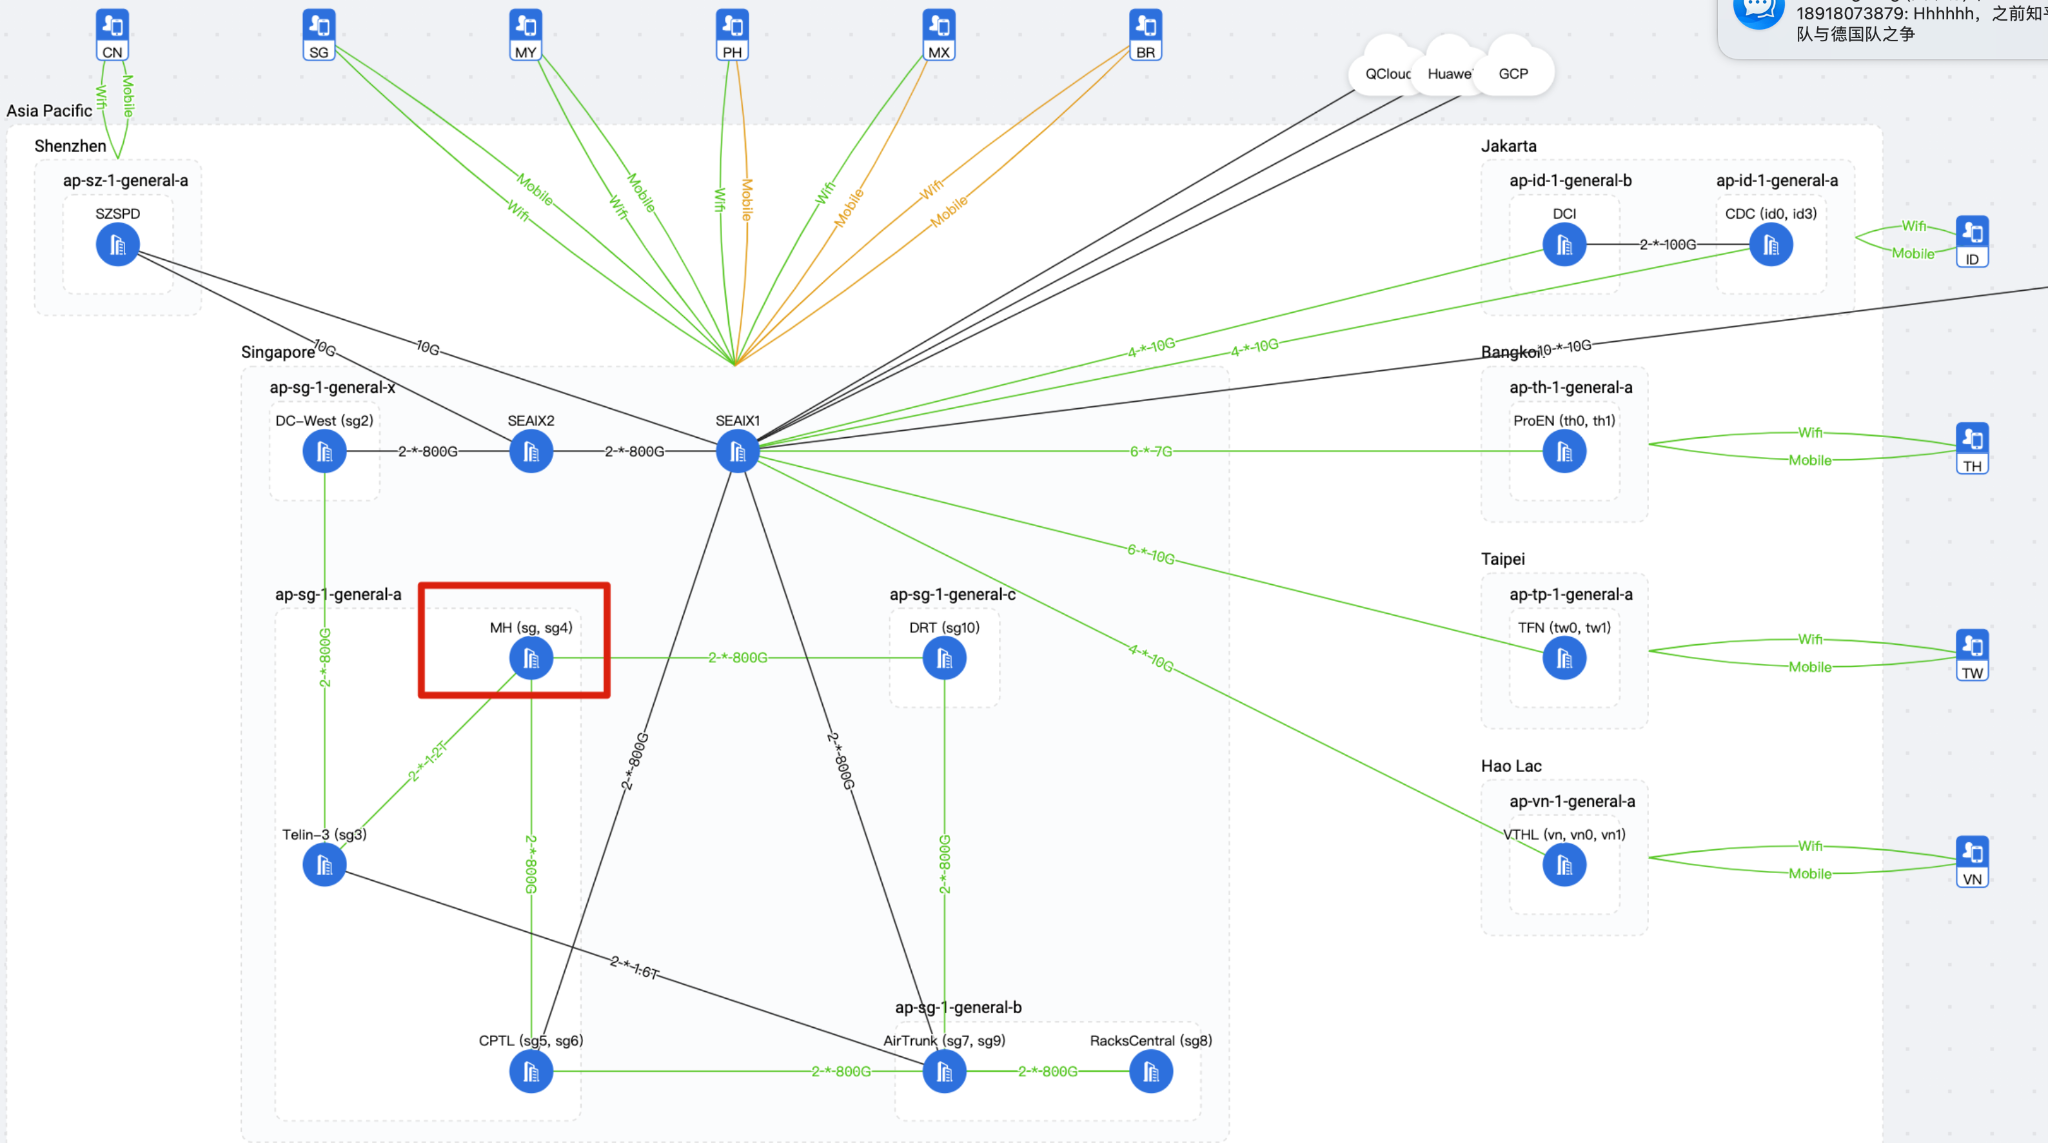 CN
SG
MY
PH
MX
BR
QCloud
Huawe
GCP
18918073879: Hhhhhh，之前知乎
队与德国队之争
Wifi
Mobile
Asia Pacific
Shenzhen
ap-sz-1-general-a
SZSPD
Mobile
Wifi
Mobile
Wifi
Wifi
Mobile
Wifi
Mobile
Wifi
Mobile
Jakarta
ap-id-1-general-b
ap-id-1-general-a
DCI
CDC (id0, id3)
2-*-100G
Wifi
Mobile
ID
10G
10G
4-*-10G
4-*-10G
10-*-10G
Singapore
ap-sg-1-general-x
DC-West (sg2)
SEAIX2
SEAIX1
2-*-800G
2-*-800G
6-*-7G
ap-th-1-general-a
ProEN (th0, th1)
Wifi
Mobile
TH
6-*-10G
4-*-10G
Taipei
ap-tp-1-general-a
TFN (tw0, tw1)
Wifi
Mobile
TW
ap-sg-1-general-a
MH (sg, sg4)
ap-sg-1-general-c
DRT (sg10)
2-*-800G
2-*-800G
2-*-1.2T
2-*-800G
2-*-800G
2-*-800G
2-*-800G
Telin-3 (sg3)
2-*-1.6T
Hao Lac
ap-vn-1-general-a
VTHL (vn, vn0, vn1)
Wifi
Mobile
VN
ap-sg-1-general-b
CPTL (sg5, sg6)
AirTrunk (sg7, sg9)
RacksCentral (sg8)
2-*-800G
2-*-800G